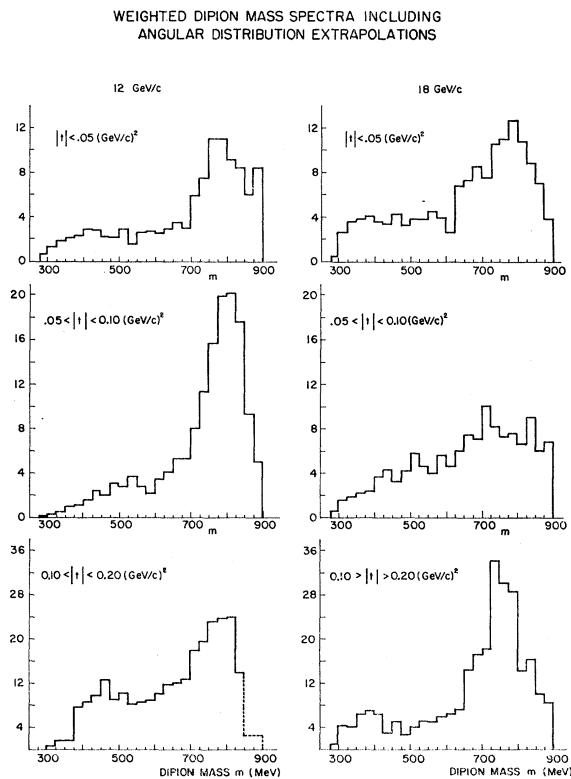 WEIGHTED DIPION MASS SPECTRA INCLUDING
ANGULAR DISTRIBUTION EXTRAPOLATIONS
12 GeV/c
18 GeV/c
|t|<.05 (GeV/c)²
12
8
4
0
300 500 700 900
m
|t|<.05 (GeV/c)²
12
8
4
0
300 500 700 900
m
.05<|t|<0.10(GeV/c)²
20
16
12
8
4
0
300 500 700 900
m
.05<|t|<0.10(GeV/c)²
20
16
12
8
4
0
300 500 700 900
m
0.10<|t|<0.20(GeV/c)²
36
28
20
12
4
300 500 700 900
DIPION MASS m (MeV)
0.10>|t|>0.20(GeV/c)²
36
28
20
12
4
300 500 700 900
DIPION MASS m (MeV)